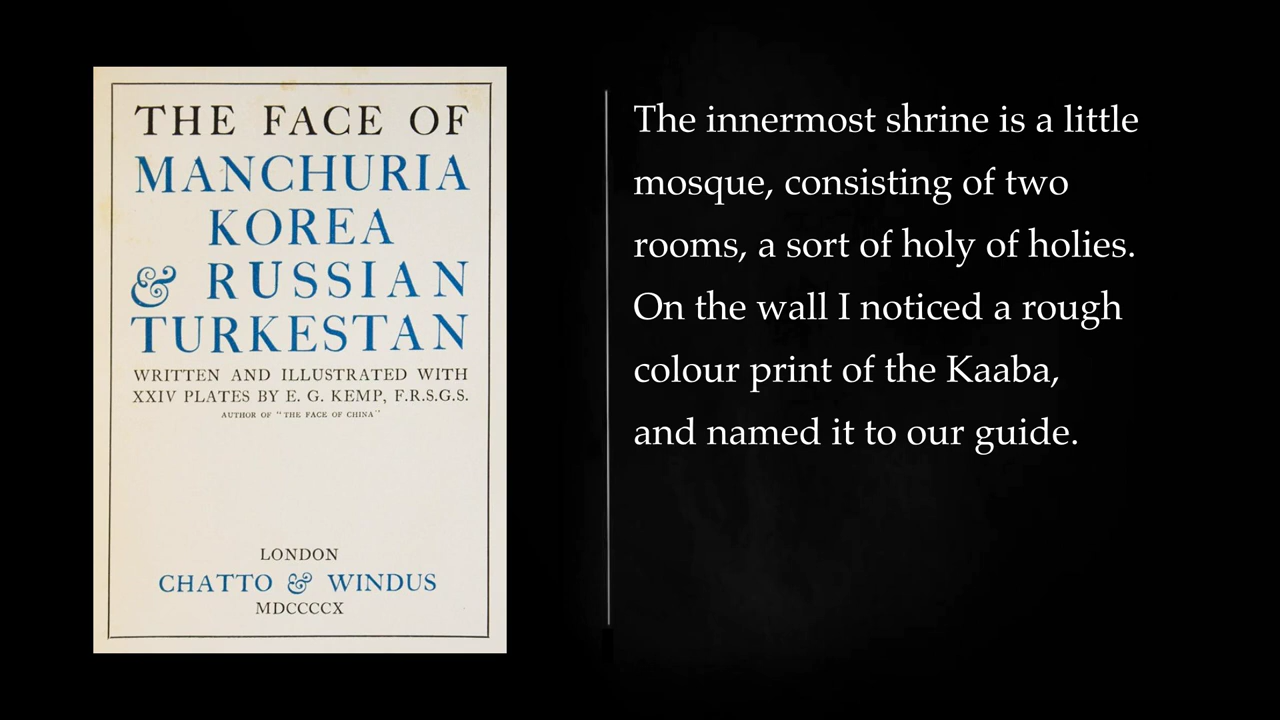 THE FACE OF
MANCHURIA
KOREA
& RUSSIAN
TURKESTAN
WRITTEN AND ILLUSTRATED WITH
XXIV PLATES BY E. G. KEMP, F.R.S.G.S.
AUTHOR OF "THE FACE OF CHINA"
LONDON
CHATTO & WINDUS
MDCCCCX
The innermost shrine is a little
mosque, consisting of two
rooms, a sort of holy of holies.
On the wall I noticed a rough
colour print of the Kaaba,
and named it to our guide.